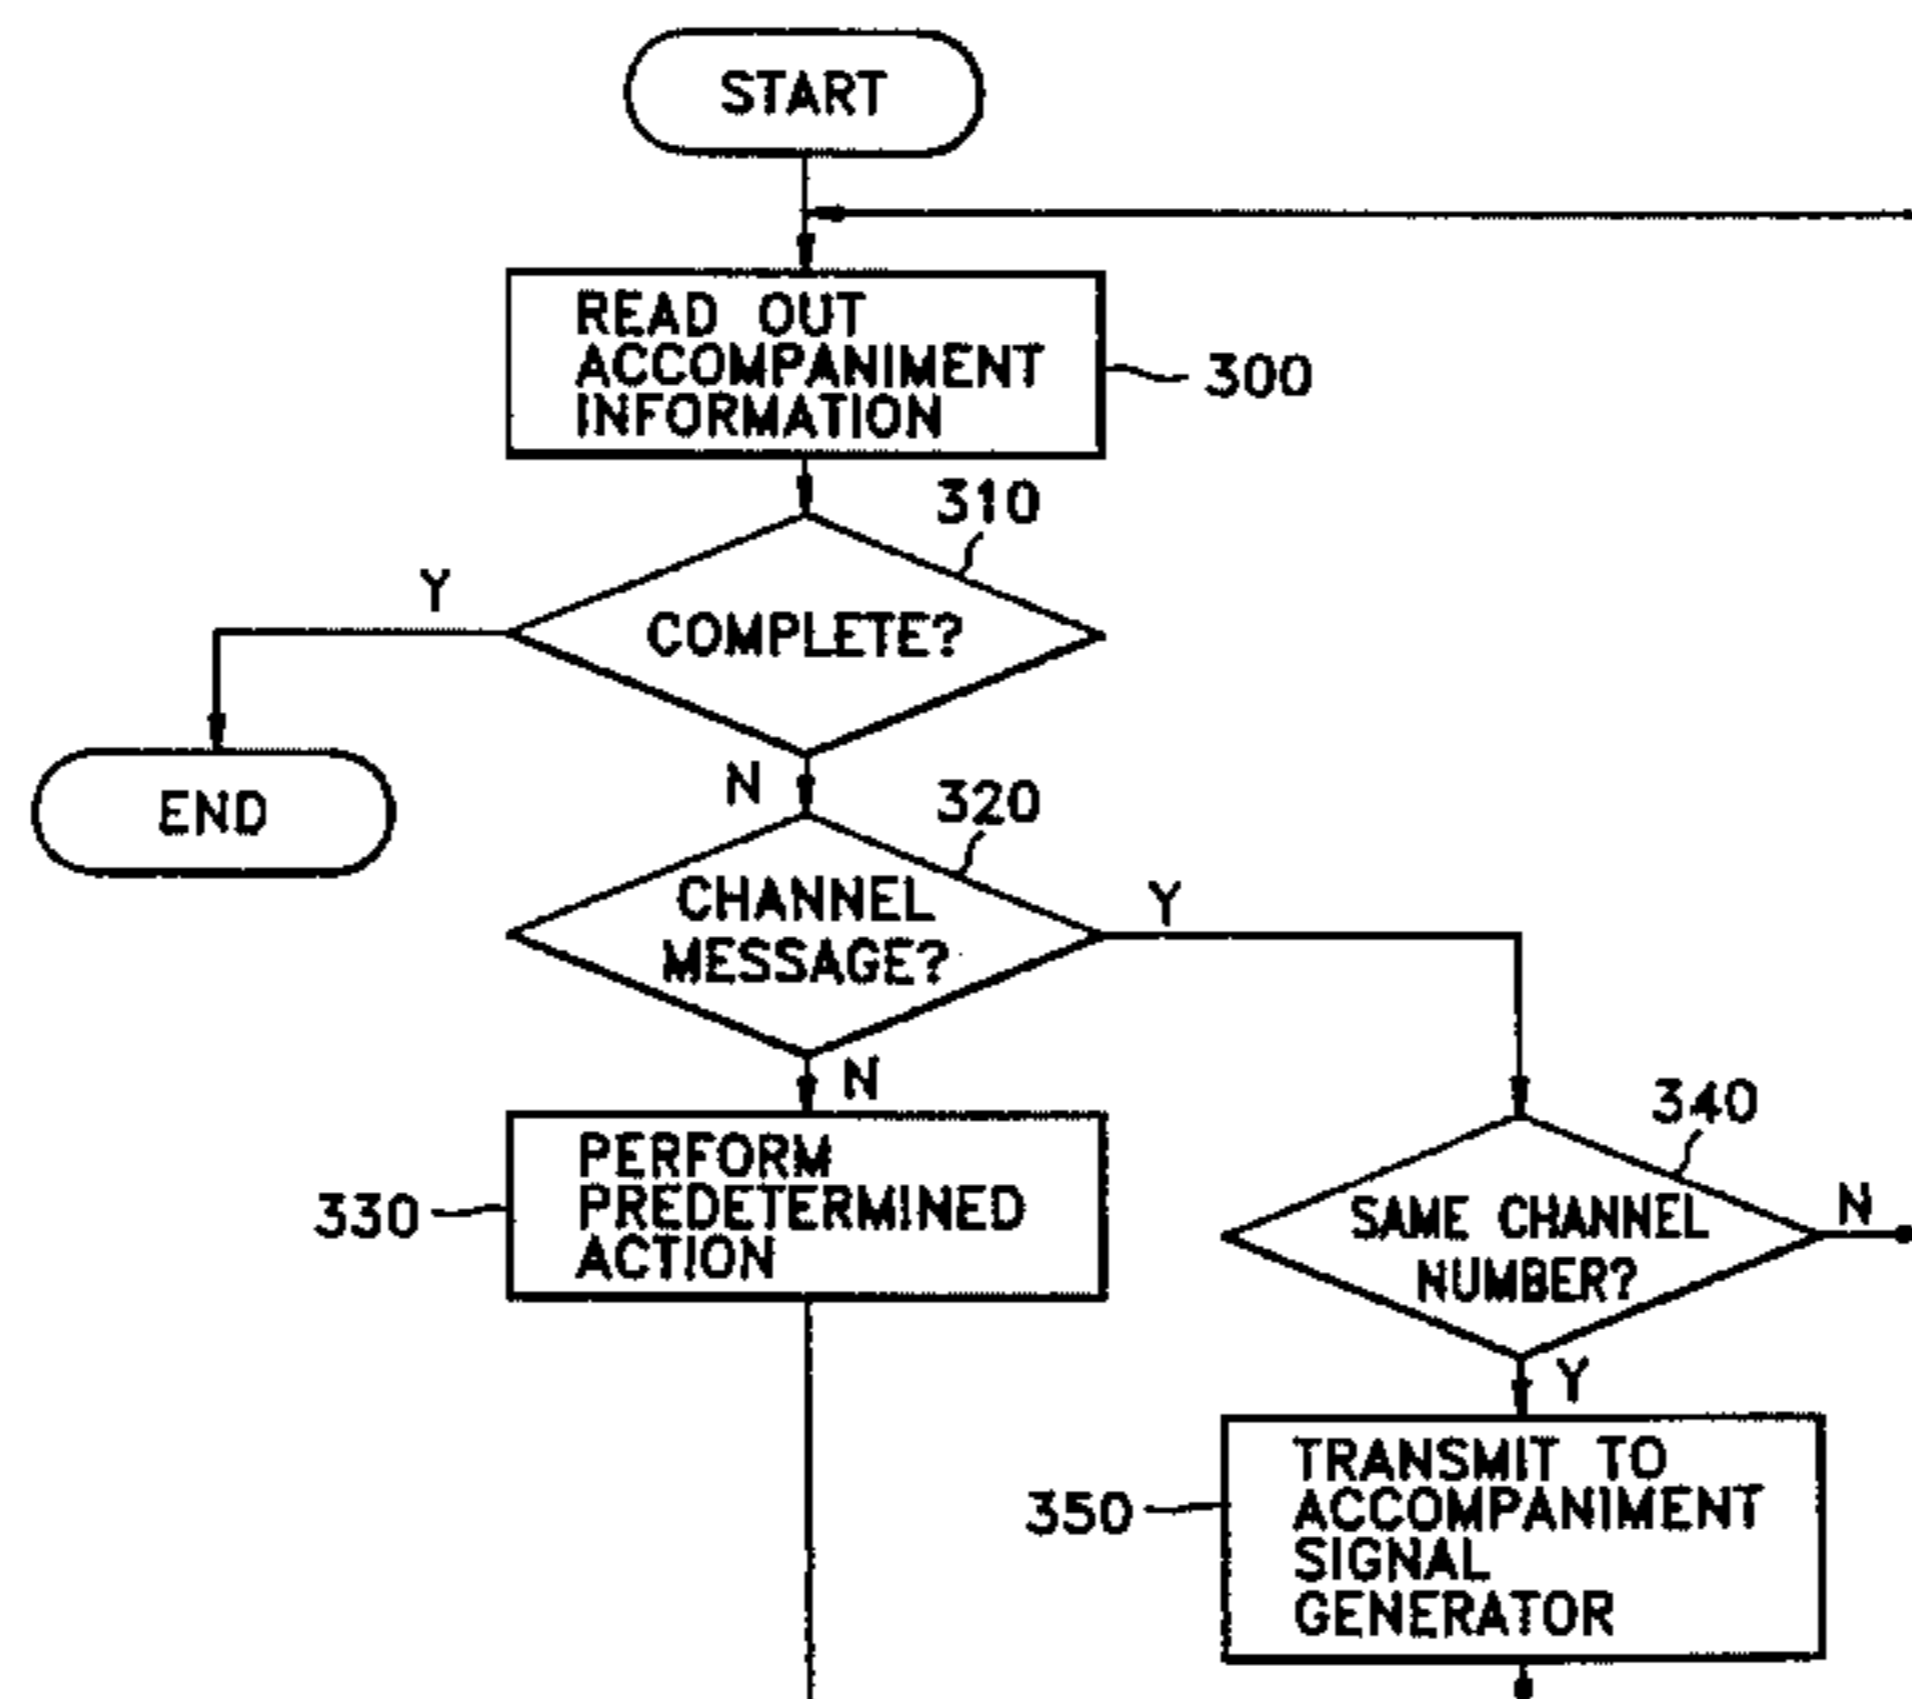 START
READ OUT
ACCOMPANIMENT
INFORMATION
300
310
Y
COMPLETE?
END
N
320
CHANNEL
MESSAGE?
Y
N
330
PERFORM
PREDETERMINED
ACTION
340
SAME CHANNEL
NUMBER?
N
Y
350
TRANSMIT TO
ACCOMPANIMENT
SIGNAL
GENERATOR